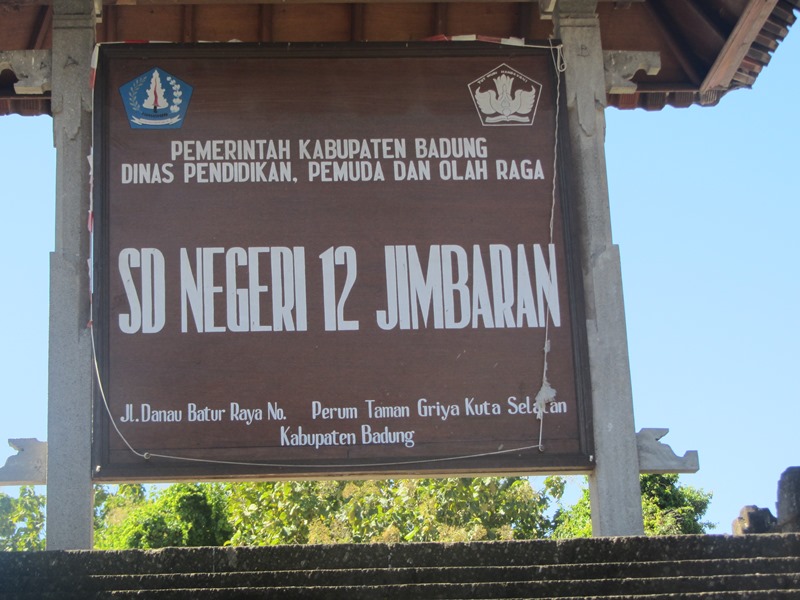 PEMERINTAH KABUPATEN BADUNG
DINAS PENDIDIKAN, PEMUDA DAN OLAH RAGA
SD NEGERI 12 JIMBARAN
Jl. Danau Batur Raya No. Perum Taman Griya Kuta Selatan
Kabupaten Badung